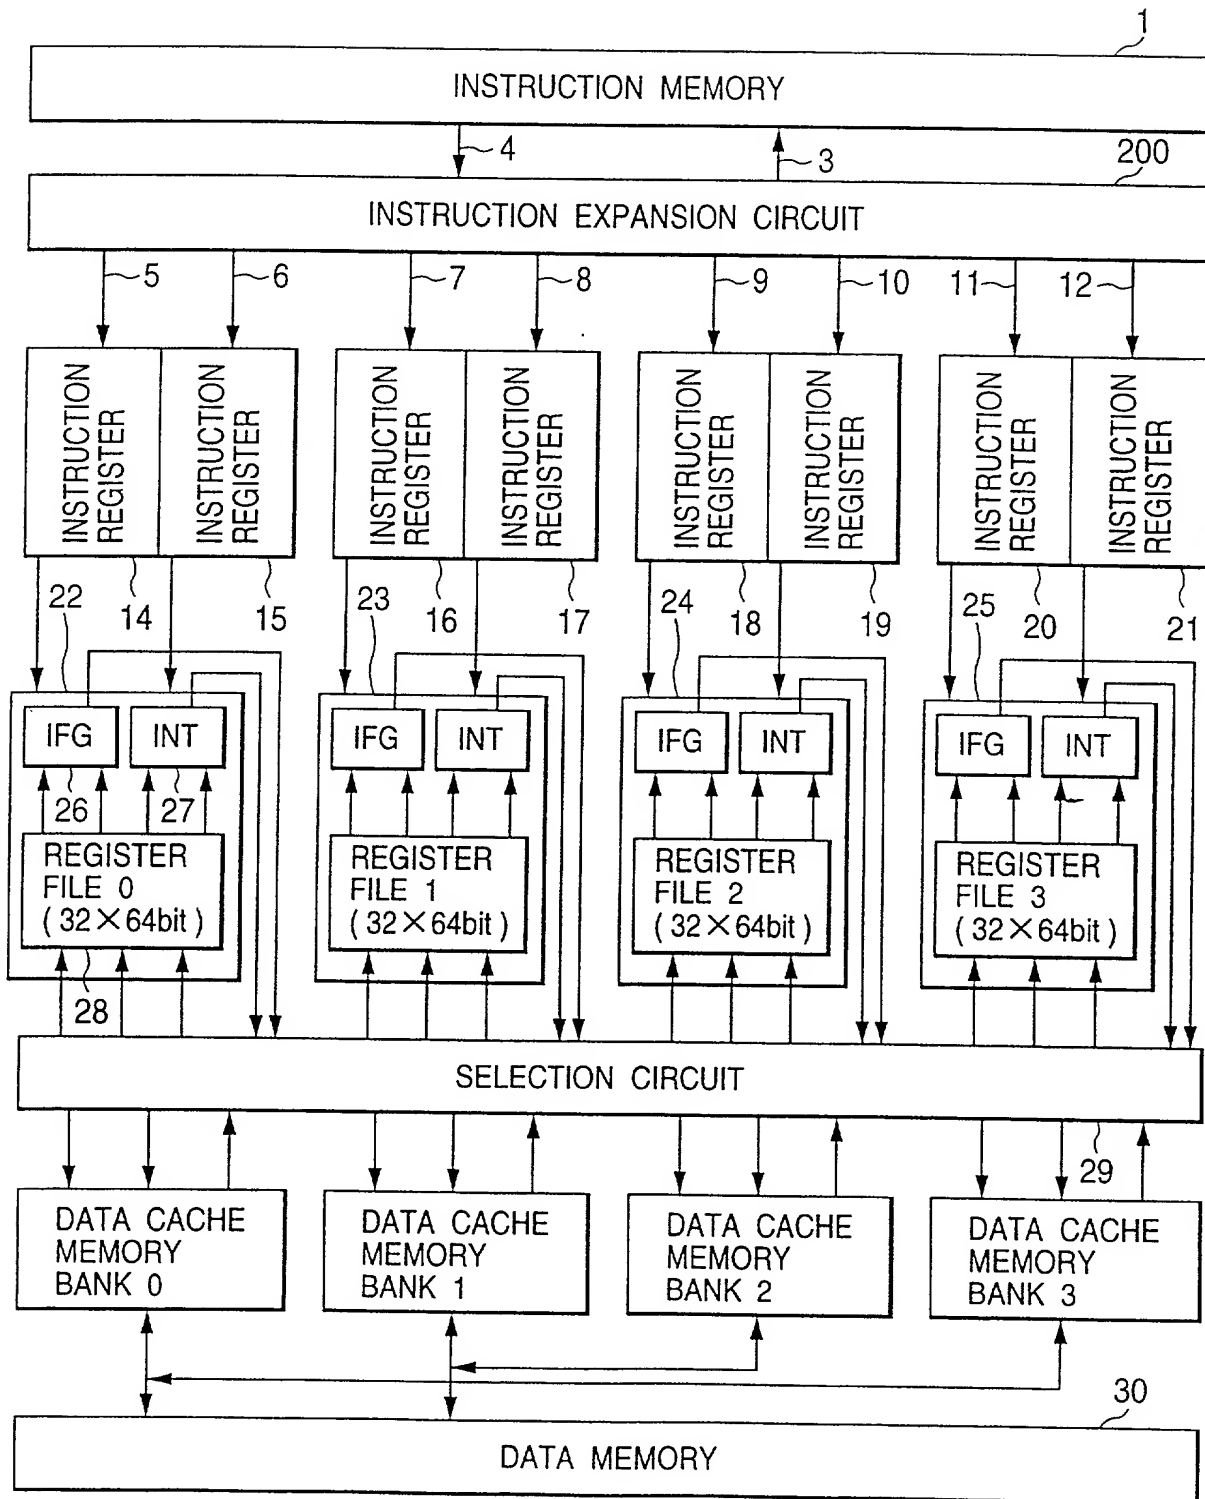 1
INSTRUCTION MEMORY
4
3
200
INSTRUCTION EXPANSION CIRCUIT
5
6
7
8
9
10
11
12
INSTRUCTION
REGISTER
INSTRUCTION
REGISTER
INSTRUCTION
REGISTER
INSTRUCTION
REGISTER
INSTRUCTION
REGISTER
INSTRUCTION
REGISTER
INSTRUCTION
REGISTER
INSTRUCTION
REGISTER
22
14
15
23
16
17
24
18
19
25
20
21
IFG
INT
IFG
INT
IFG
INT
IFG
INT
26
27
REGISTER
FILE 0
(32×64bit)
REGISTER
FILE 1
(32×64bit)
REGISTER
FILE 2
(32×64bit)
REGISTER
FILE 3
(32×64bit)
28
SELECTION CIRCUIT
29
DATA CACHE
MEMORY
BANK 0
DATA CACHE
MEMORY
BANK 1
DATA CACHE
MEMORY
BANK 2
DATA CACHE
MEMORY
BANK 3
30
DATA MEMORY